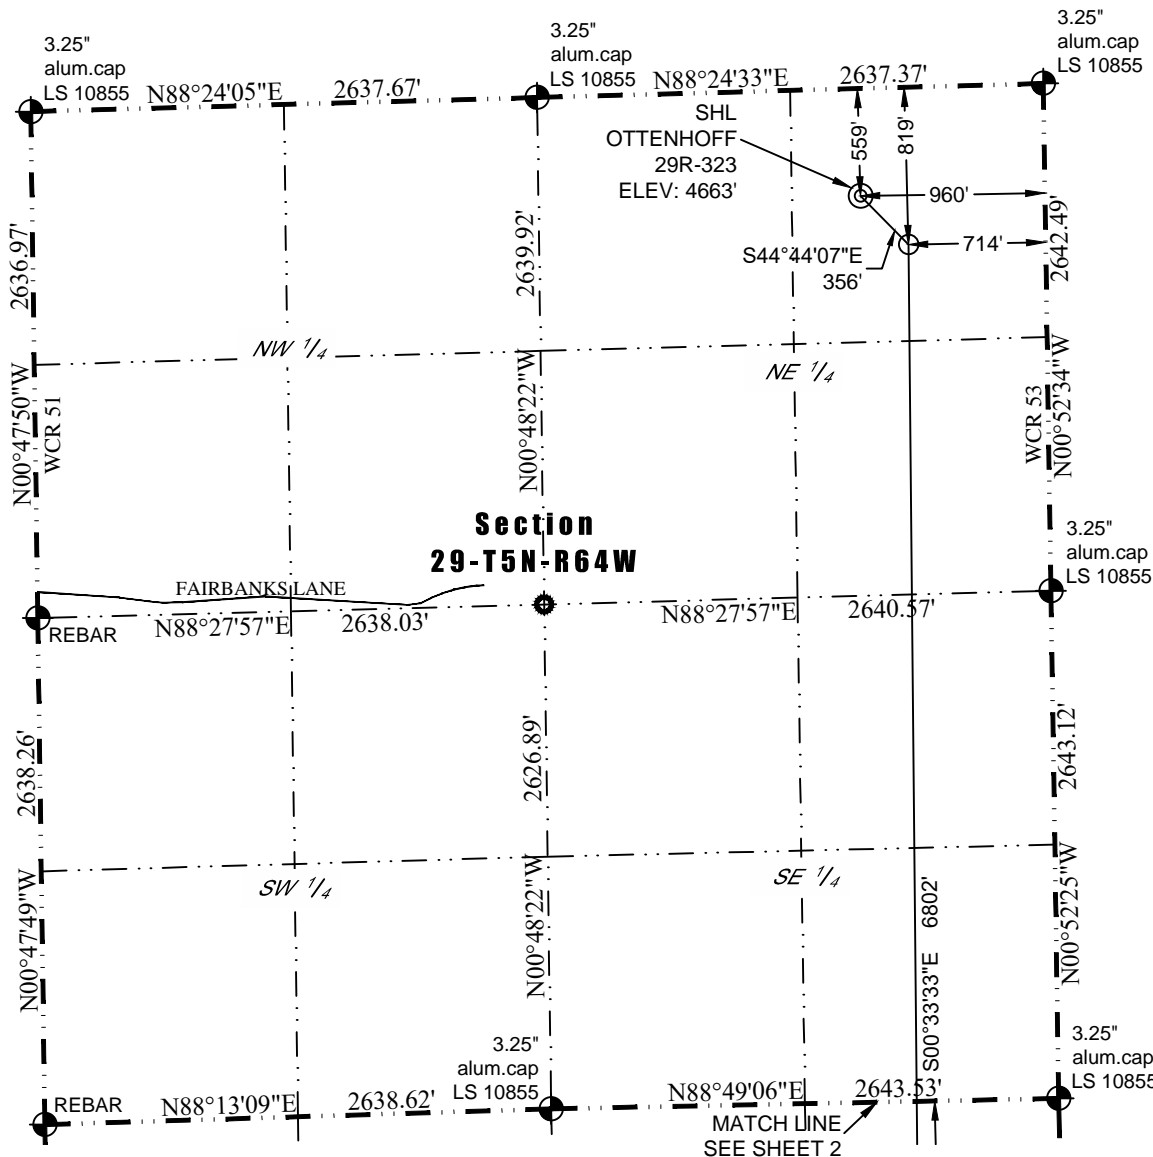 3.25"
alum.cap
LS 10855
N88°24'05"E
2637.67'
3.25"
alum.cap
LS 10855
N88°24'33"E
2637.37'
3.25"
alum.cap
LS 10855
SHL
OTTENHOFF
29R-323
ELEV: 4663'
559'
819'
960'
714'
S44°44'07"E
356'
2636.97'
2639.92'
2642.49'
NW 1/4
NE 1/4
N00°47'50"W
WCR 51
N00°48'22"W
WCR 53
N00°52'34"W
Section
29-T5N-R64W
3.25"
alum.cap
LS 10855
FAIRBANKS LANE
REBAR
N88°27'57"E
2638.03'
N88°27'57"E
2640.57'
2638.26'
2626.89'
2643.12'
SW 1/4
SE 1/4
N00°47'49"W
N00°48'22"W
S00°33'33"E 6802'
N00°52'25"W
REBAR
N88°13'09"E
2638.62'
3.25"
alum.cap
LS 10855
N88°49'06"E
2643.53'
3.25"
alum.cap
LS 10855
MATCH LINE
SEE SHEET 2